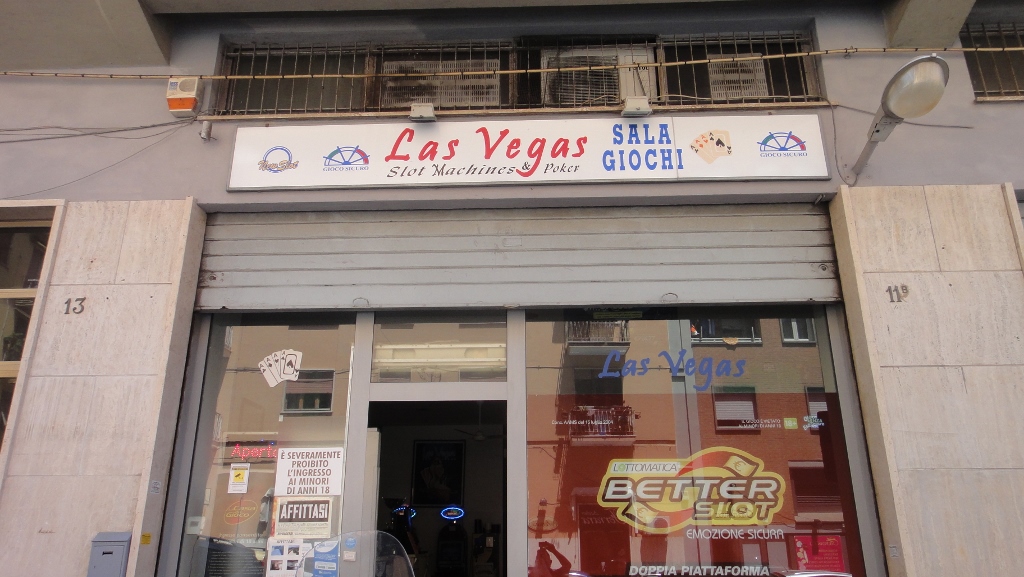 GIOCO SICURO
Las Vegas
Slot Machines & Poker
SALA
GIOCHI
GIOCO SICURO
13
11B
Las Vegas
Aperto
È SEVERAMENTE
PROIBITO
L'INGRESSO
AI MINORI
DI ANNI 18
AFFITTASI
LOTTOMATICA
BETTER
SLOT
EMOZIONE SICURA
DOPPIA PIATTAFORMA